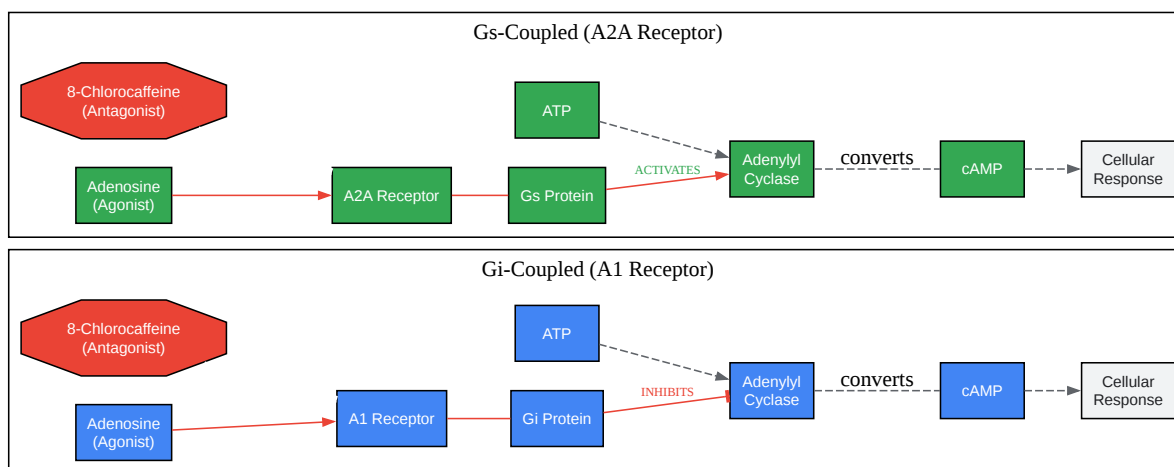 Gs-Coupled (A2A Receptor)
8-Chlorocaffeine
(Antagonist)
ATP
Adenosine
(Agonist)
A2A Receptor
Gs Protein
ACTIVATES
Adenylyl
Cyclase
converts
cAMP
Cellular
Response
Gi-Coupled (A1 Receptor)
8-Chlorocaffeine
(Antagonist)
ATP
Adenosine
(Agonist)
A1 Receptor
Gi Protein
INHIBITS
Adenylyl
Cyclase
converts
cAMP
Cellular
Response